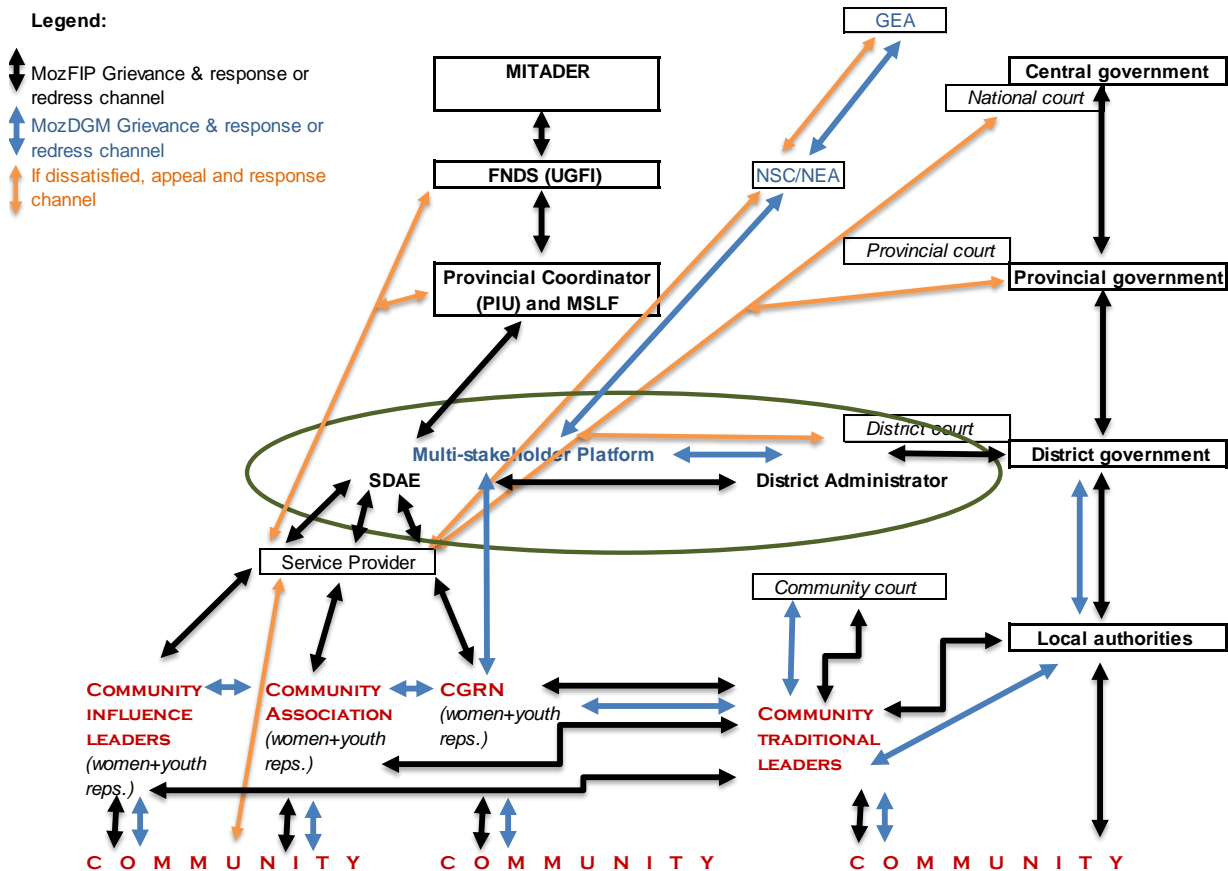 Legend:
MozFIP Grievance & response or
redress channel
MozDGM Grievance & response or
redress channel
If dissatisfied, appeal and response
channel
GEA
MITADER
Central government
National court
FNDS (UGFI)
NSC/NEA
Provincial court
Provincial Coordinator
(PIU) and MSLF
Provincial government
District court
Multi-stakeholder Platform
District government
SDAE
District Administrator
Service Provider
Community court
Local authorities
COMMUNITY
INFLUENCE
LEADERS
(women+youth
reps.)
COMMUNITY
ASSOCIATION
(women+youth
reps.)
CGRN
(women+youth
reps.)
COMMUNITY
TRADITIONAL
LEADERS
C O M M U N I T Y
C O M M U N I T Y
C O M M U N I T Y